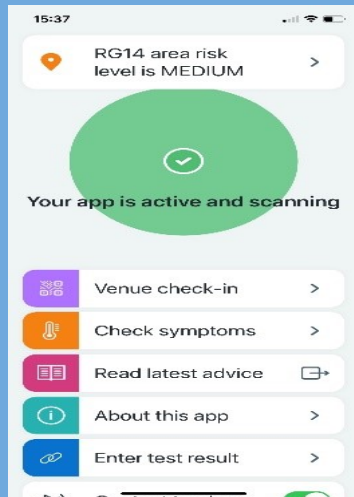 15:37
RG14 area risk
level is MEDIUM
Your app is active and scanning
Venue check-in
Check symptoms
Read latest advice
About this app
Enter test result